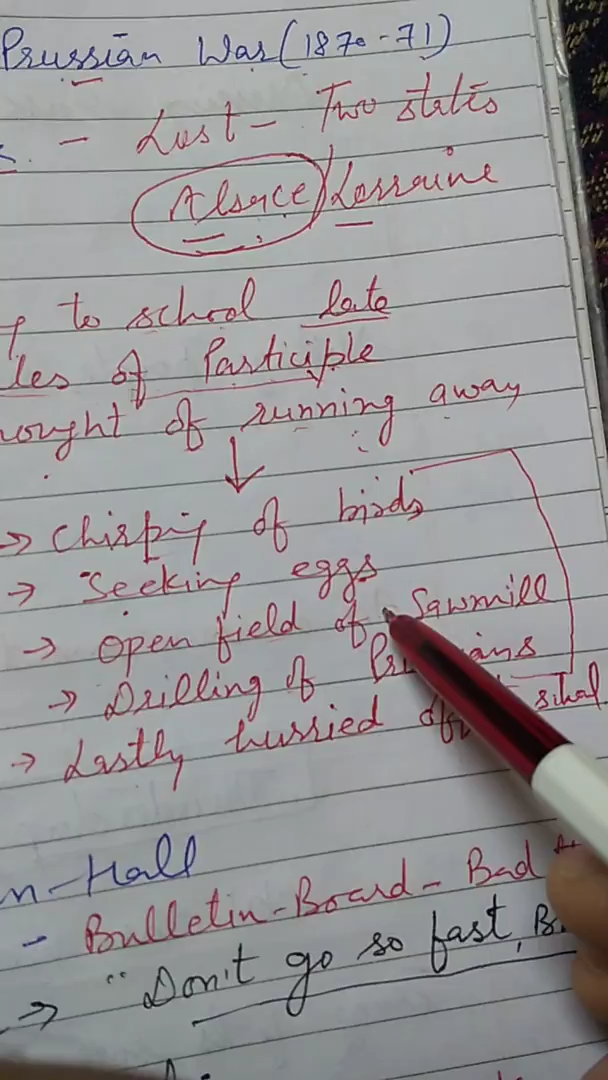 Prussian War (1870-71)
- Lost - Two states
Alsace/Lorraine
to school late
les of Participle
ought of running away
→ Chirping of birds
→ Seeking eggs
→ Open field of Sawmill
→ Drilling of
→ Lastly hurried
n-Hall
- Bulletin-Board - Bad
→ "Don't go so fast, B